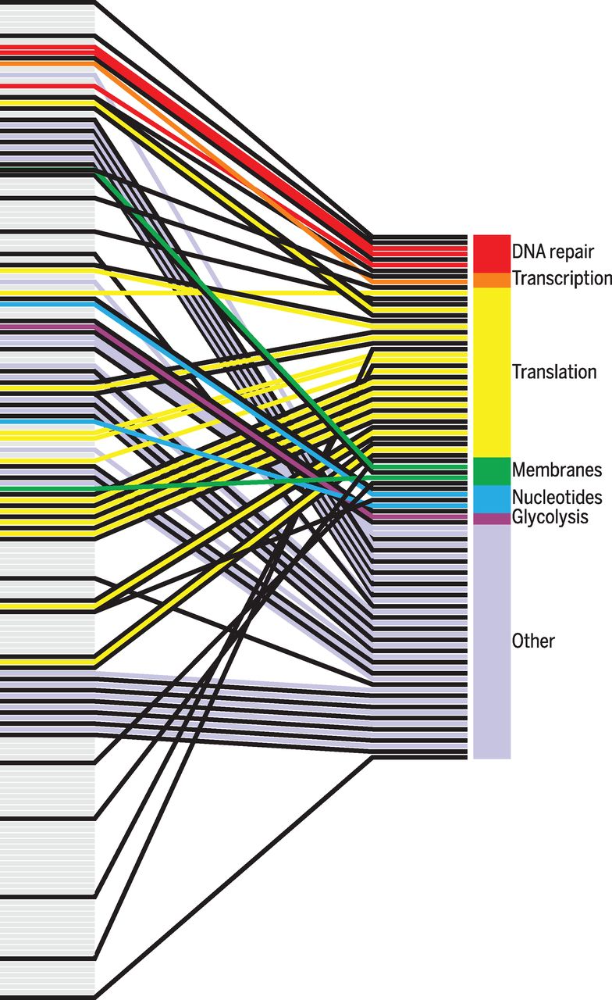 DNA repair
Transcription
Translation
Membranes
Nucleotides
Glycolysis
Other